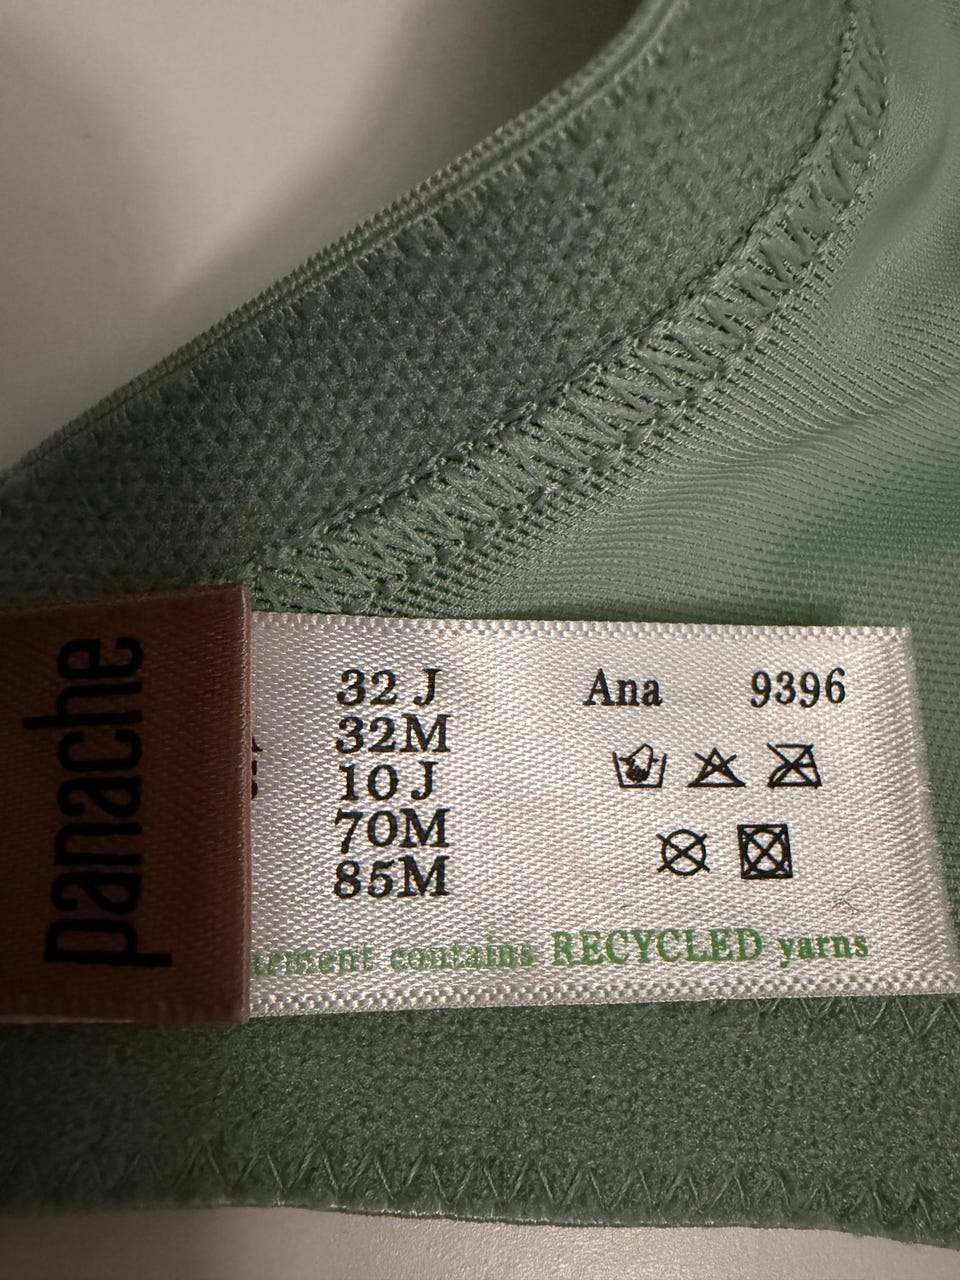 panache
32 J
32M
10 J
70M
85M
Ana 9396
contains RECYCLED yarns